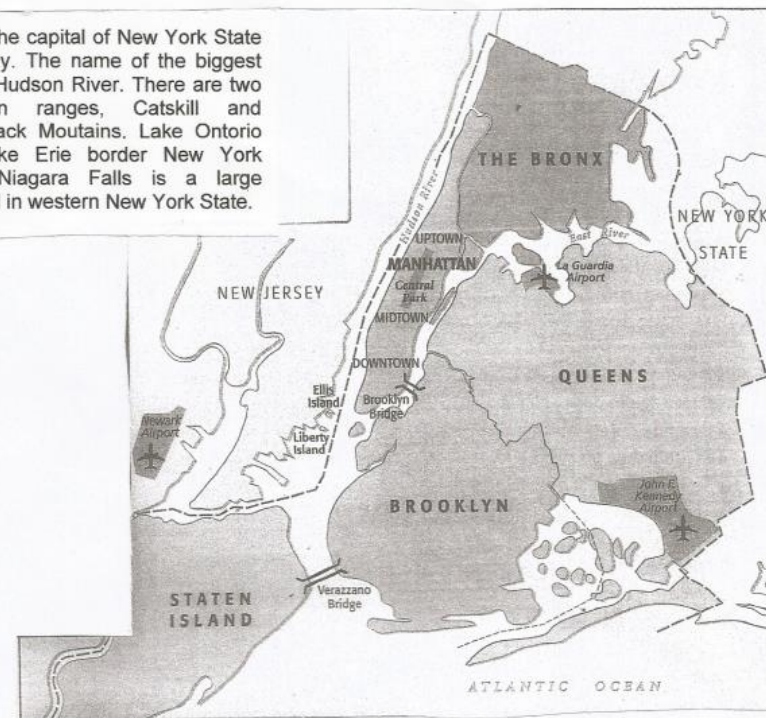 he capital of New York State
y. The name of the biggest
Hudson River. There are two
n ranges, Catskill and
ack Moutains. Lake Ontorio
ke Erie border New York
Niagara Falls is a large
in western New York State.
THE BRONX
Hudson River
East River
NEW YORK
STATE
UPTOWN
MANHATTAN
Central
Park
La Guardia
Airport
NEW JERSEY
MIDTOWN
DOWNTOWN
QUEENS
Ellis
Island
Brooklyn
Bridge
Newark
Airport
Liberty
Island
John F.
Kennedy
Airport
BROOKLYN
STATEN
ISLAND
Verazzano
Bridge
ATLANTIC OCEAN